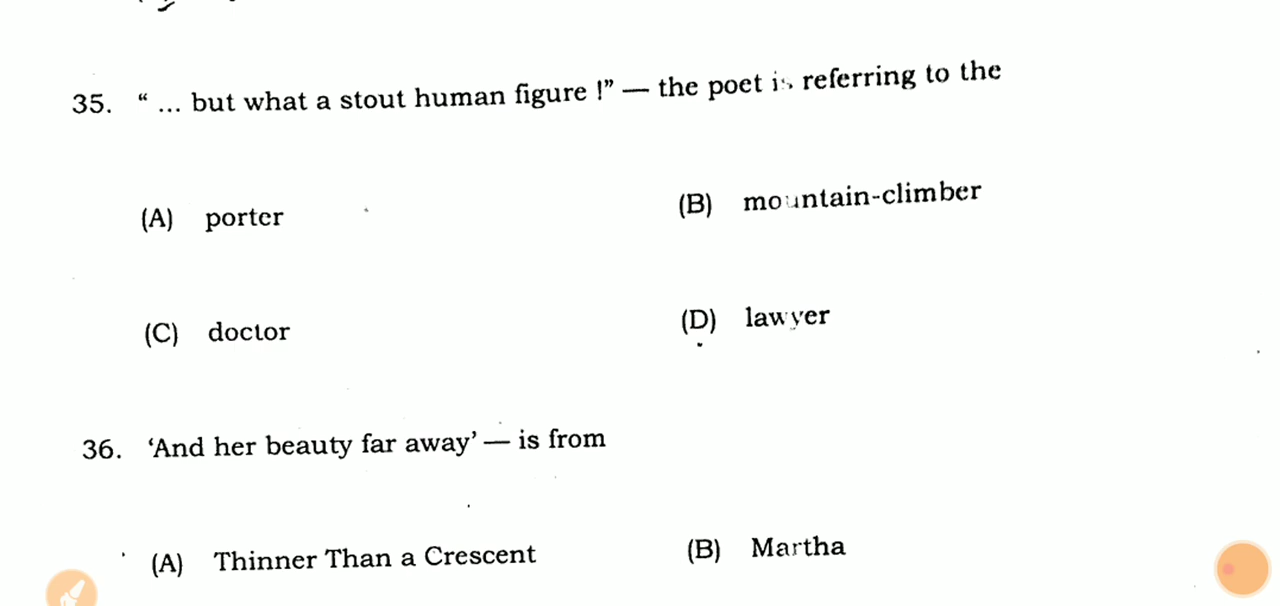 35. “ ... but what a stout human figure !” — the poet is referring to the
(A) porter (B) mountain-climber
(C) doctor (D) lawyer
36. ‘And her beauty far away’ — is from
(A) Thinner Than a Crescent (B) Martha